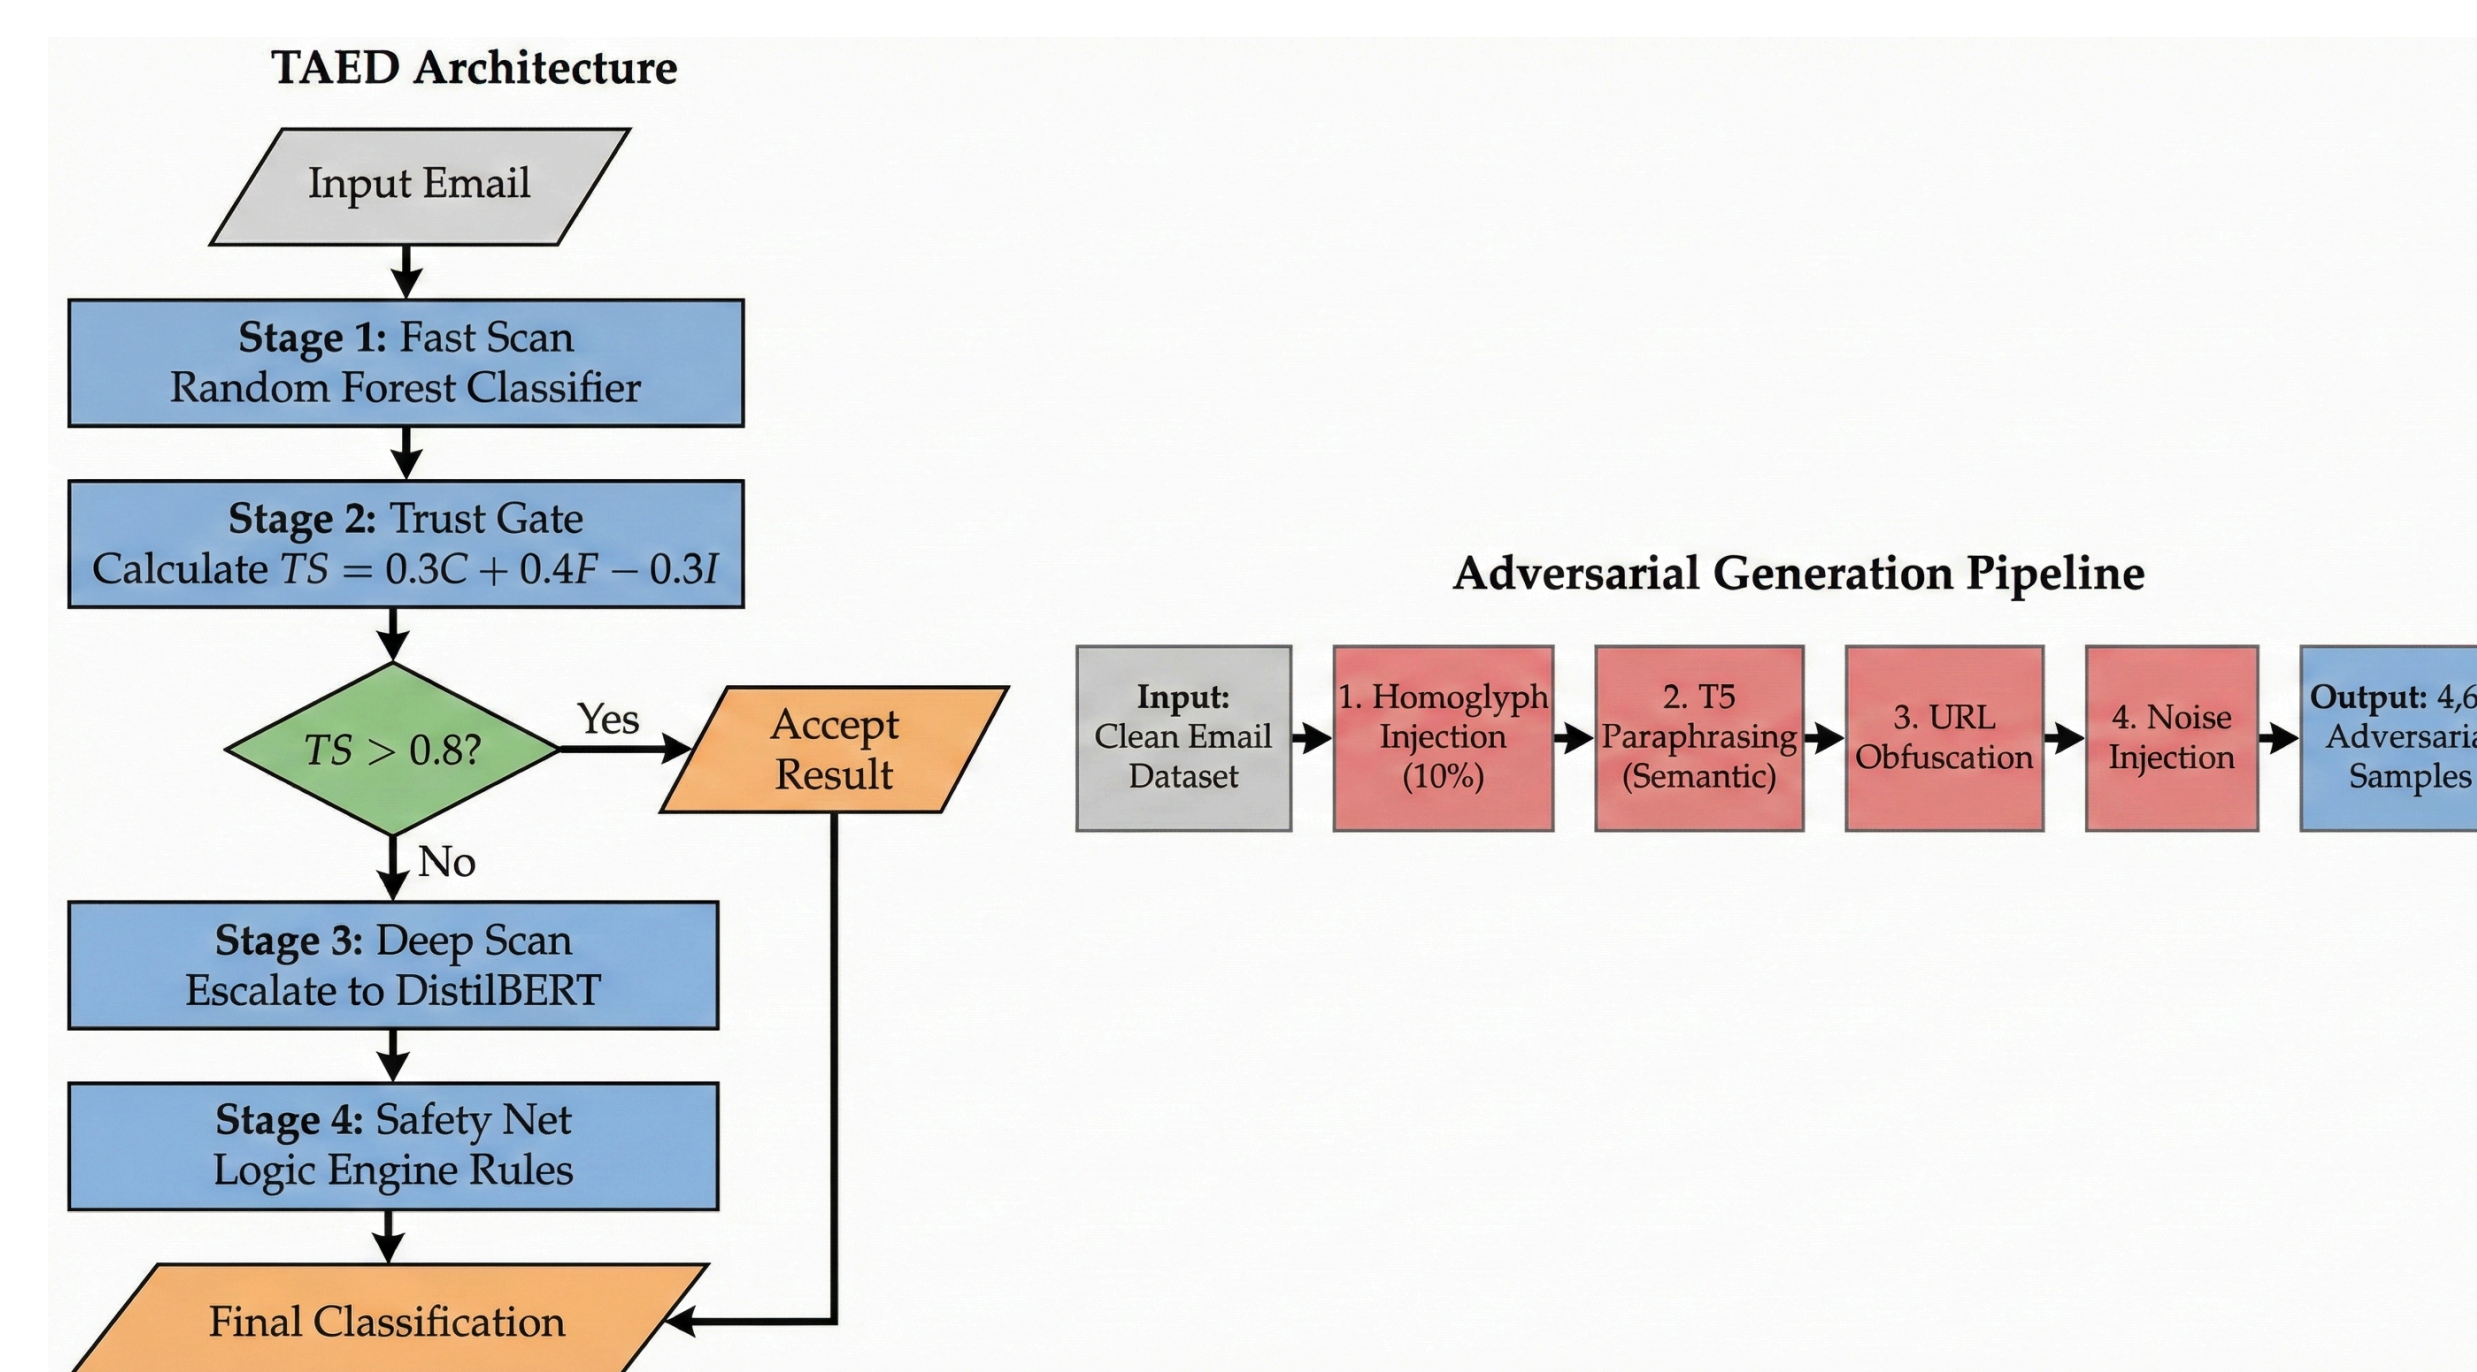 TAED Architecture
Input Email
Stage 1: Fast Scan
Random Forest Classifier
Stage 2: Trust Gate
Calculate TS = 0.3C + 0.4F − 0.3I
TS > 0.8?
Yes
Accept
Result
No
Stage 3: Deep Scan
Escalate to DistilBERT
Stage 4: Safety Net
Logic Engine Rules
Final Classification
Adversarial Generation Pipeline
Input:
Clean Email
Dataset
1. Homoglyph
Injection
(10%)
2. T5
Paraphrasing
(Semantic)
3. URL
Obfuscation
4. Noise
Injection
Output:
Samples